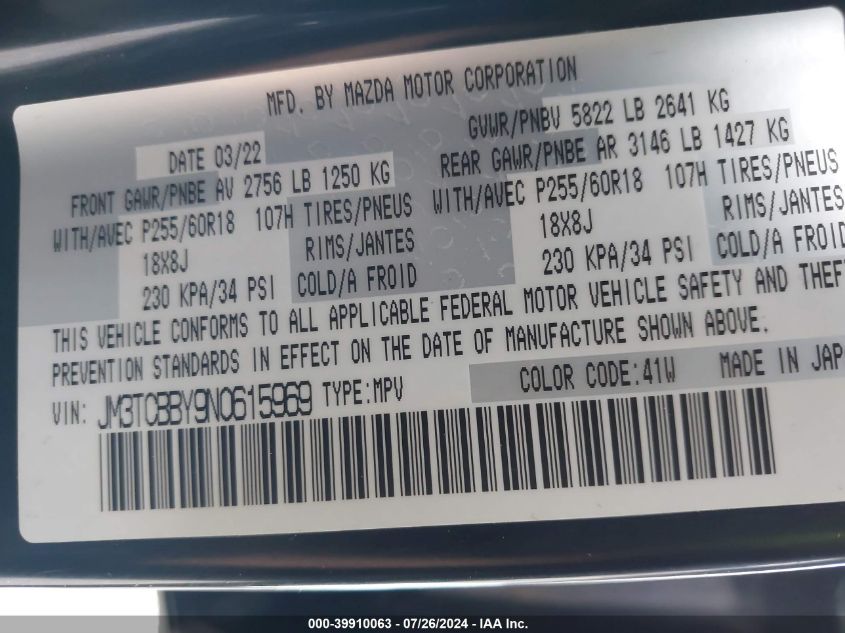 MFD. BY MAZDA MOTOR CORPORATION
DATE 03/22 GVWR/PNBV 5822 LB 2641 KG
FRONT GAWR/PNBE AV 2756 LB 1250 KG REAR GAWR/PNBE AR 3146 LB 1427 KG
WITH/AVEC P255/60R18 107H TIRES/PNEUS WITH/AVEC P255/60R18 107H TIRES/PNEUS
18X8J RIMS/JANTES 18X8J RIMS/JANTES
230 KPA/34 PSI COLD/A FROID 230 KPA/34 PSI COLD/A FROID
THIS VEHICLE CONFORMS TO ALL APPLICABLE FEDERAL MOTOR VEHICLE SAFETY AND THEF
PREVENTION STANDARDS IN EFFECT ON THE DATE OF MANUFACTURE SHOWN ABOVE.
VIN: JM3TCBBY9N0615969 TYPE:MPV COLOR CODE:41W MADE IN JAP
000-39910063 - 07/26/2024 - IAA Inc.